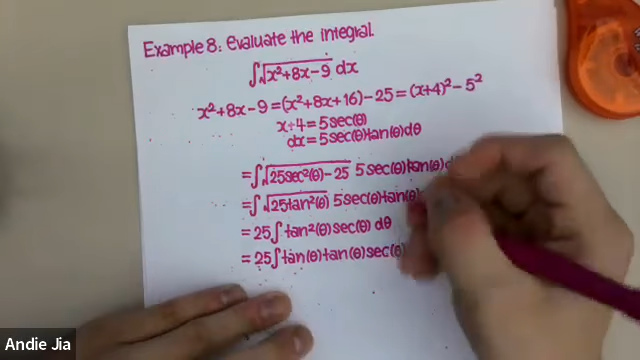 Example 8: Evaluate the integral.
∫√x²+8x-9 dx
x²+8x-9=(x²+8x+16)-25=(x+4)²-5²
x+4=5sec(θ)
dx=5sec(θ)tan(θ)dθ
=∫√25sec²(θ)-25 5sec(θ)tan(θ)d
=∫√25tan²(θ) 5sec(θ)tan(θ)
=25∫tan²(θ)sec(θ) dθ
=25∫tan(θ)tan(θ)sec(θ)
Andie Jia